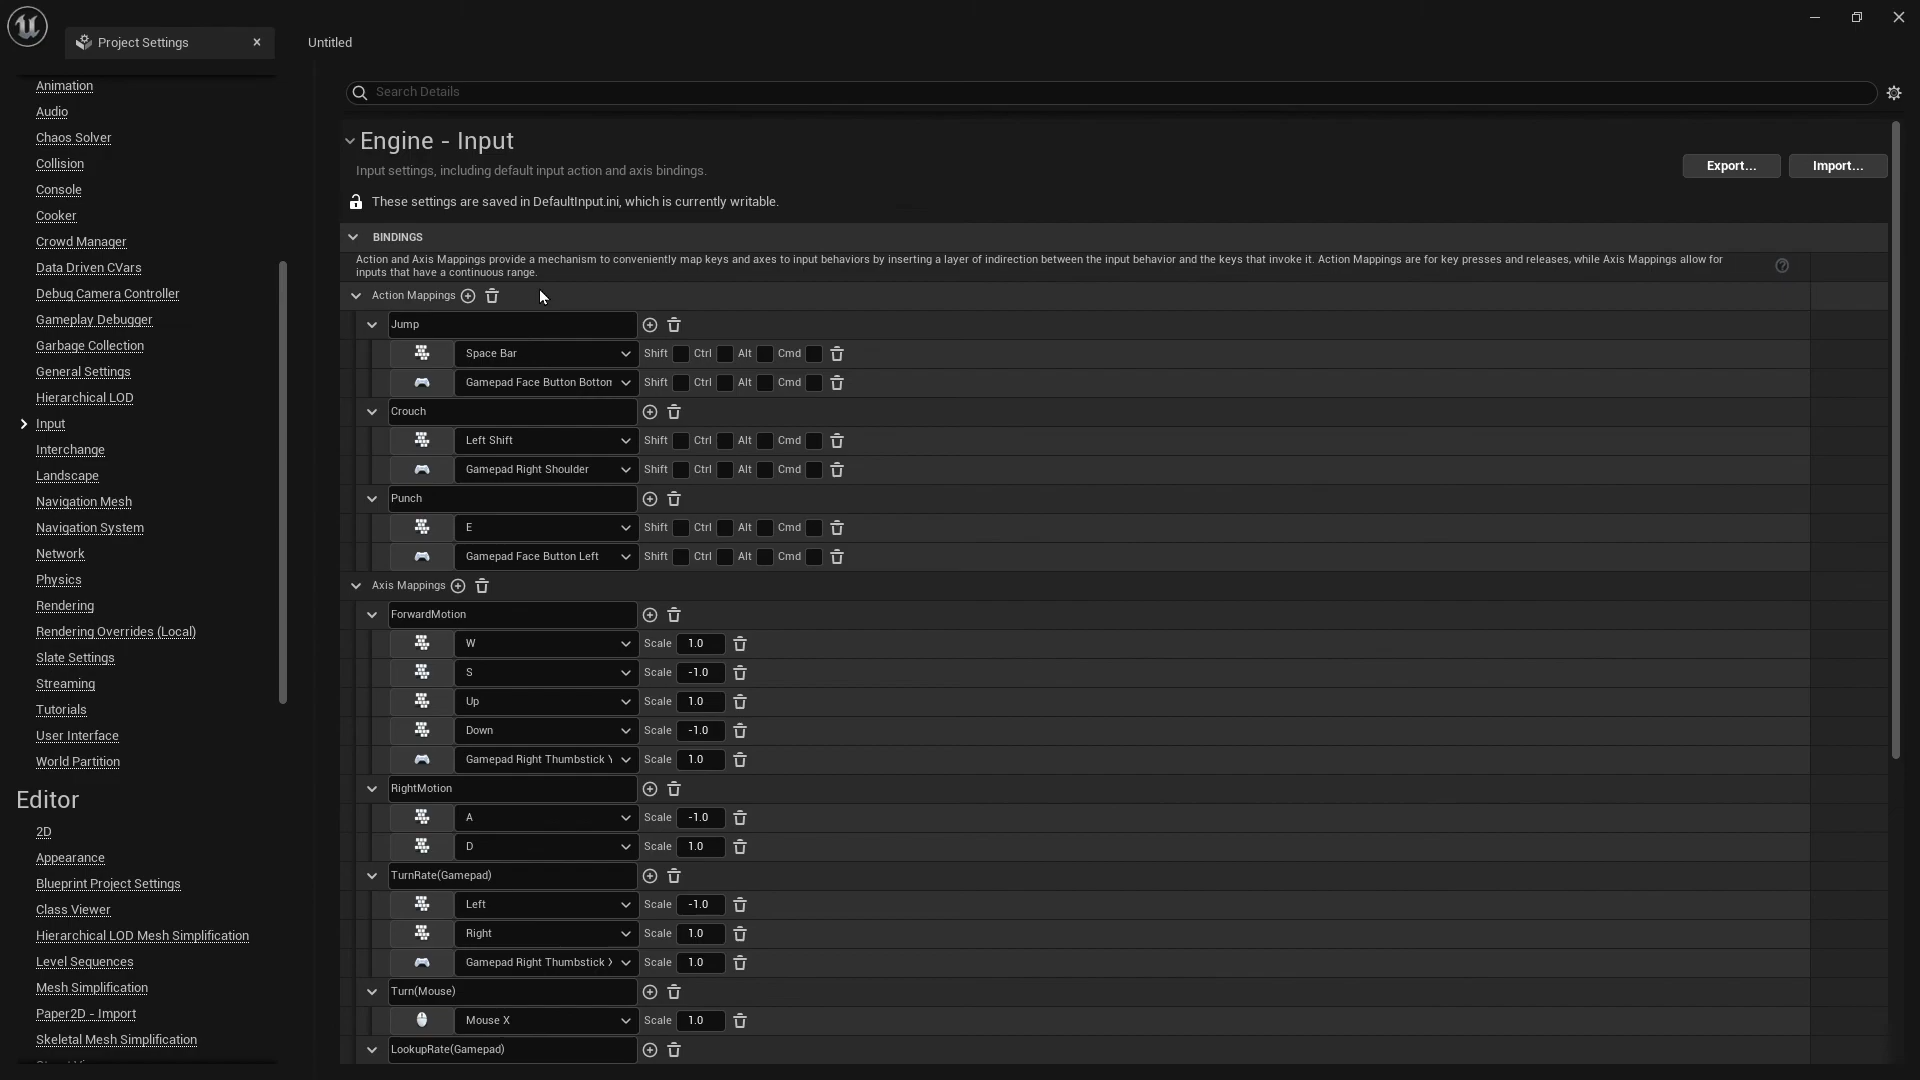 Project Settings
Untitled
Animation
Audio
Chaos Solver
Collision
Console
Cooker
Crowd Manager
Data Driven CVars
Debug Camera Controller
Gameplay Debugger
Garbage Collection
General Settings
Hierarchical LOD
Input
Interchange
Landscape
Navigation Mesh
Navigation System
Network
Physics
Rendering
Rendering Overrides (Local)
Slate Settings
Streaming
Tutorials
User Interface
World Partition
Editor
2D
Appearance
Blueprint Project Settings
Class Viewer
Hierarchical LOD Mesh Simplification
Level Sequences
Mesh Simplification
Paper2D - Import
Skeletal Mesh Simplification
Search Details
Engine - Input
Input settings, including default input action and axis bindings.
Export...
Import...
These settings are saved in DefaultInput.ini, which is currently writable.
BINDINGS
Action and Axis Mappings provide a mechanism to conveniently map keys and axes to input behaviors by inserting a layer of indirection between the input behavior and the keys that invoke it. Action Mappings are for key presses and releases, while Axis Mappings allow for
inputs that have a continuous range.
Action Mappings
Jump
Space Bar Shift Ctrl Alt Cmd
Gamepad Face Button Bottom Shift Ctrl Alt Cmd
Crouch
Left Shift Shift Ctrl Alt Cmd
Gamepad Right Shoulder Shift Ctrl Alt Cmd
Punch
E Shift Ctrl Alt Cmd
Gamepad Face Button Left Shift Ctrl Alt Cmd
Axis Mappings
ForwardMotion
W Scale 1.0
S Scale -1.0
Up Scale 1.0
Down Scale -1.0
Gamepad Right Thumbstick Y Scale 1.0
RightMotion
A Scale -1.0
D Scale 1.0
TurnRate(Gamepad)
Left Scale -1.0
Right Scale 1.0
Gamepad Right Thumbstick X Scale 1.0
Turn(Mouse)
Mouse X Scale 1.0
LookupRate(Gamepad)